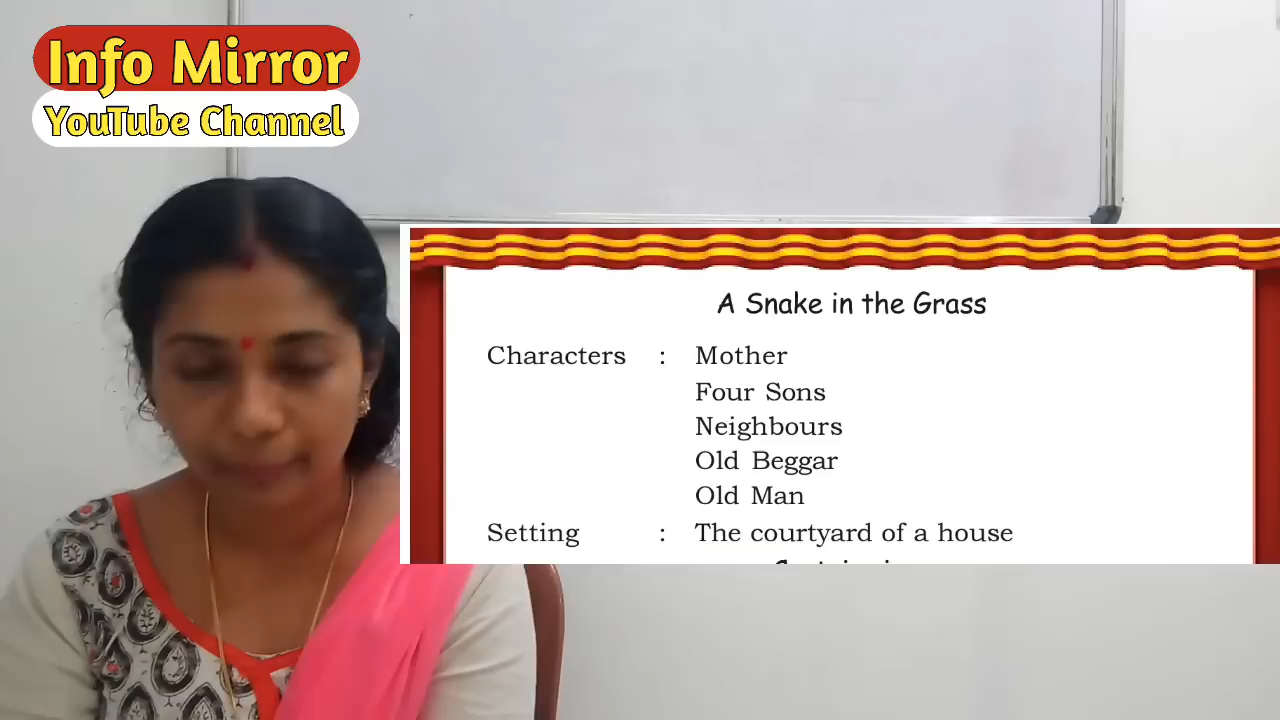 Info Mirror
YouTube Channel
A Snake in the Grass
Characters : Mother
Four Sons
Neighbours
Old Beggar
Old Man
Setting : The courtyard of a house